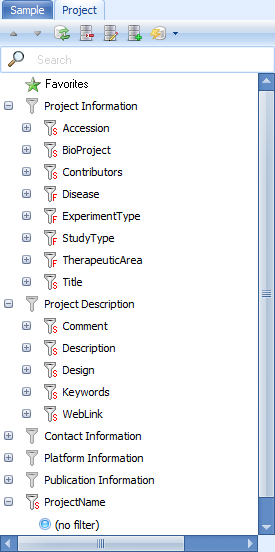 Sample Project
Search
Favorites
Project Information
Accession
BioProject
Contributors
Disease
ExperimentType
StudyType
TherapeuticArea
Title
Project Description
Comment
Description
Design
Keywords
WebLink
Contact Information
Platform Information
Publication Information
ProjectName
(no filter)